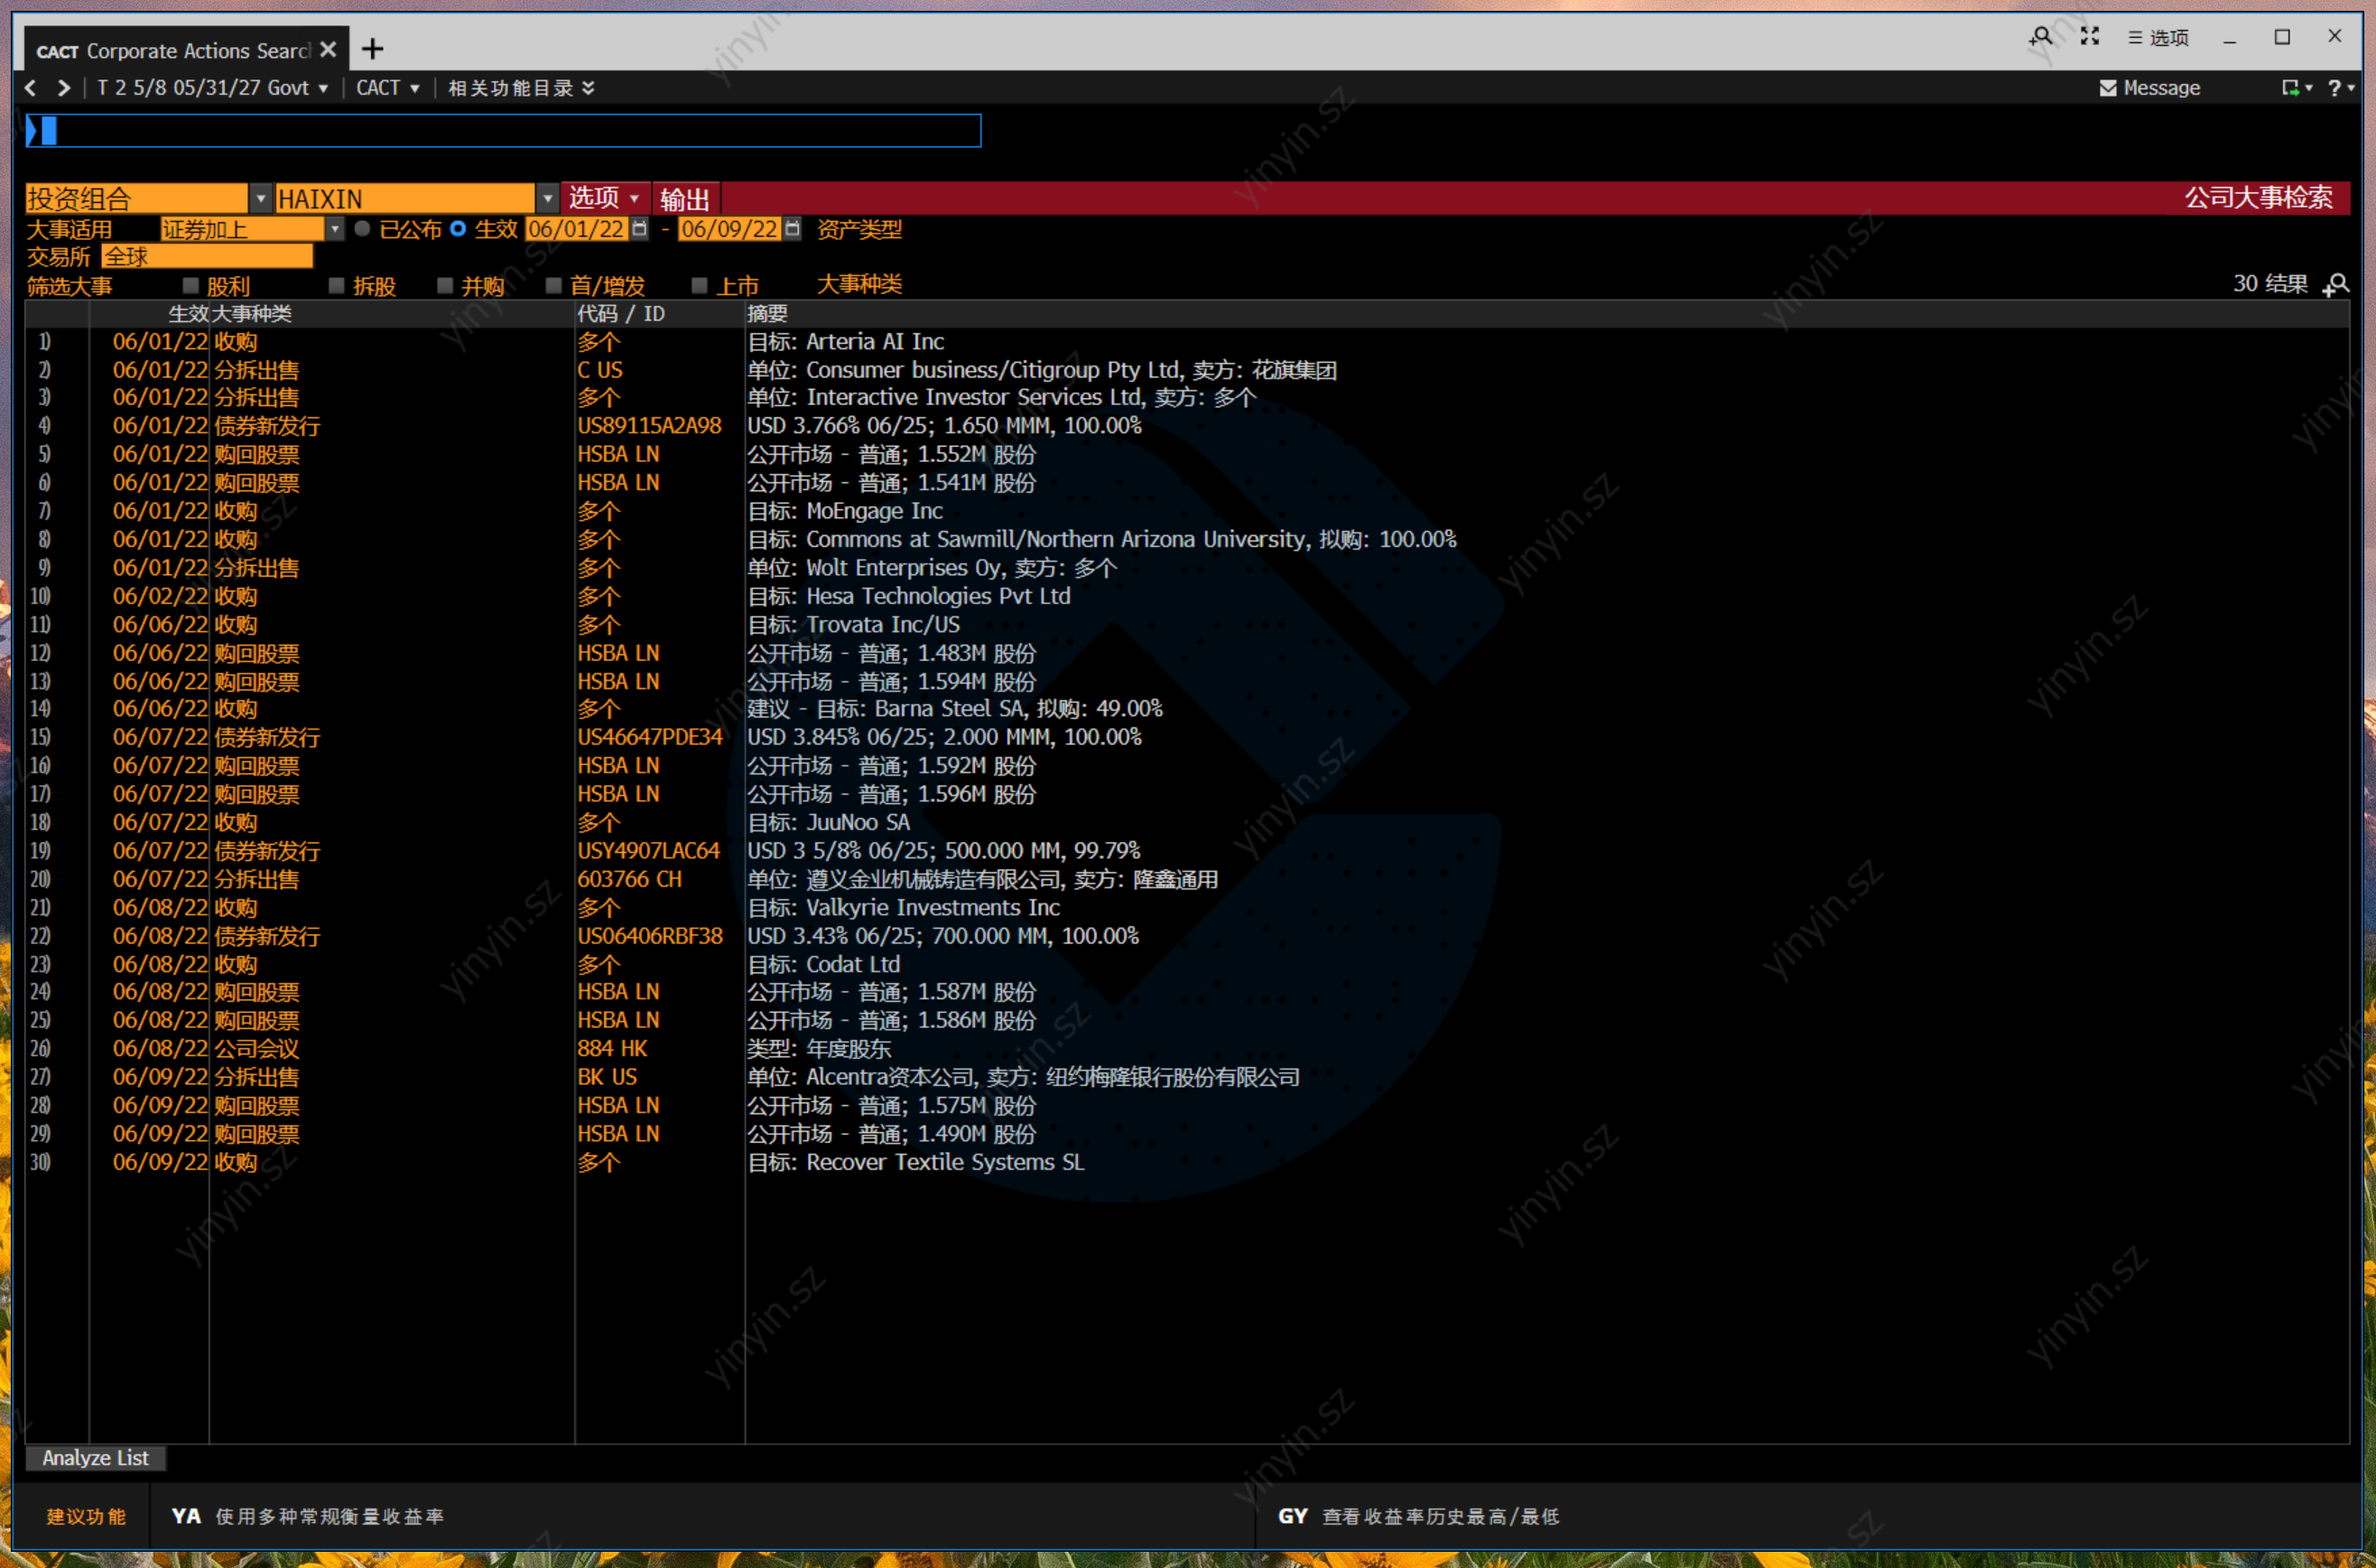 CACT Corporate Actions Searc
选项
T 2 5/8 05/31/27 Govt CACT 相关功能目录 Message ?
投资组合 HAIXIN 选项 输出 公司大事检索
大事适用 证券加上 已公布 生效 06/01/22 - 06/09/22 资产类型
交易所 全球
筛选大事 股利 拆股 并购 首/增发 上市 大事种类 30 结果
生效 大事种类 代码 / ID 摘要
1) 06/01/22 收购 多个 目标: Arteria AI Inc
2) 06/01/22 分拆出售 C US 单位: Consumer business/Citigroup Pty Ltd, 卖方: 花旗集团
3) 06/01/22 分拆出售 多个 单位: Interactive Investor Services Ltd, 卖方: 多个
4) 06/01/22 债券新发行 US89115A2A98 USD 3.766% 06/25; 1.650 MMM, 100.00%
5) 06/01/22 购回股票 HSBA LN 公开市场 - 普通; 1.552M 股份
6) 06/01/22 购回股票 HSBA LN 公开市场 - 普通; 1.541M 股份
7) 06/01/22 收购 多个 目标: MoEngage Inc
8) 06/01/22 收购 多个 目标: Commons at Sawmill/Northern Arizona University, 拟购: 100.00%
9) 06/01/22 分拆出售 多个 单位: Wolt Enterprises Oy, 卖方: 多个
10) 06/02/22 收购 多个 目标: Hesa Technologies Pvt Ltd
11) 06/06/22 收购 多个 目标: Trovata Inc/US
12) 06/06/22 购回股票 HSBA LN 公开市场 - 普通; 1.483M 股份
13) 06/06/22 购回股票 HSBA LN 公开市场 - 普通; 1.594M 股份
14) 06/06/22 收购 多个 建议 - 目标: Barna Steel SA, 拟购: 49.00%
15) 06/07/22 债券新发行 US46647PDE34 USD 3.845% 06/25; 2.000 MMM, 100.00%
16) 06/07/22 购回股票 HSBA LN 公开市场 - 普通; 1.592M 股份
17) 06/07/22 购回股票 HSBA LN 公开市场 - 普通; 1.596M 股份
18) 06/07/22 收购 多个 目标: JuuNoo SA
19) 06/07/22 债券新发行 USY4907LAC64 USD 3 5/8% 06/25; 500.000 MM, 99.79%
20) 06/07/22 分拆出售 603766 CH 单位: 遵义金业机械铸造有限公司, 卖方: 隆鑫通用
21) 06/08/22 收购 多个 目标: Valkyrie Investments Inc
22) 06/08/22 债券新发行 US06406RBF38 USD 3.43% 06/25; 700.000 MM, 100.00%
23) 06/08/22 收购 多个 目标: Codat Ltd
24) 06/08/22 购回股票 HSBA LN 公开市场 - 普通; 1.587M 股份
25) 06/08/22 购回股票 HSBA LN 公开市场 - 普通; 1.586M 股份
26) 06/08/22 公司会议 884 HK 类型: 年度股东
27) 06/09/22 分拆出售 BK US 单位: Alcentra资本公司, 卖方: 纽约梅隆银行股份有限公司
28) 06/09/22 购回股票 HSBA LN 公开市场 - 普通; 1.575M 股份
29) 06/09/22 购回股票 HSBA LN 公开市场 - 普通; 1.490M 股份
30) 06/09/22 收购 多个 目标: Recover Textile Systems SL
Analyze List
建议功能 YA 使用多种常规衡量收益率 GY 查看收益率历史最高/最低
yinyin.sz